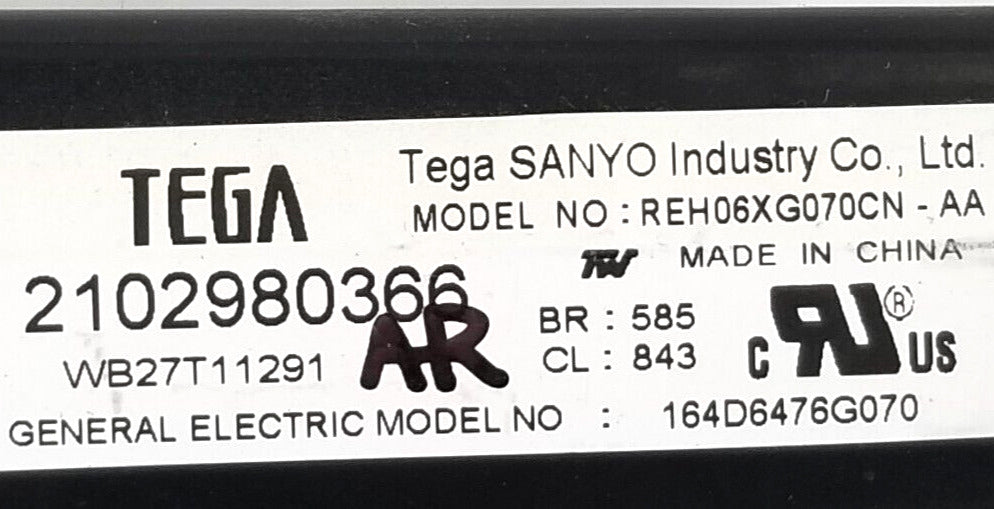 TEGA
Tega SANYO Industry Co., Ltd.
MODEL NO : REH06XG070CN - AA
MADE IN CHINA
2102980366
AR
BR : 585
CL : 843
WB27T11291
C RU ® US
GENERAL ELECTRIC MODEL NO : 164D6476G070